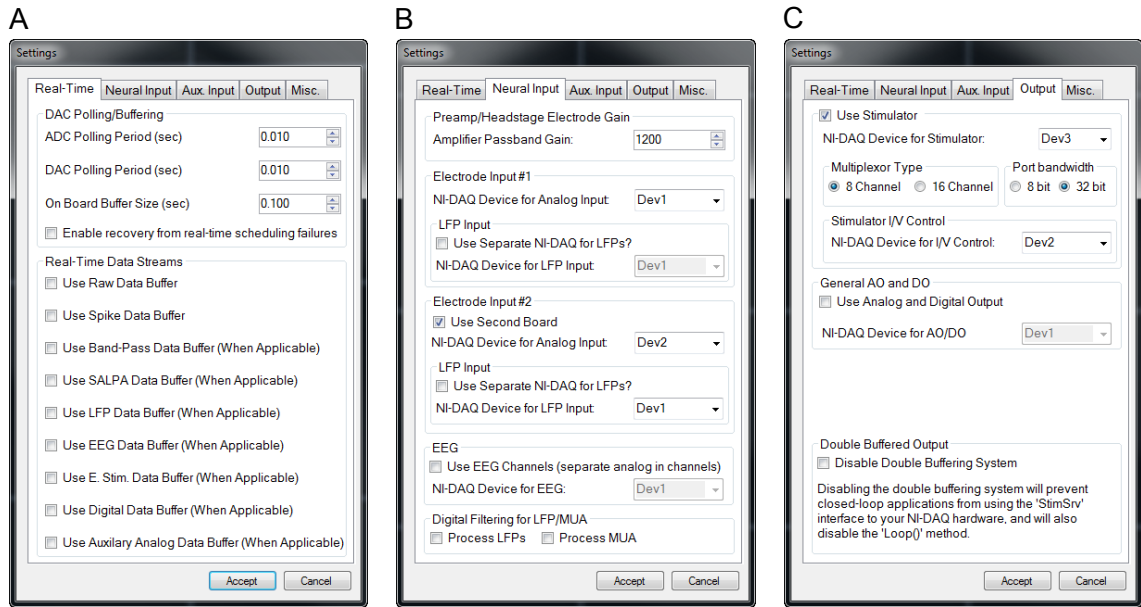 A
Settings
Real-Time Neural Input Aux. Input Output Misc.
DAC Polling/Buffering
ADC Polling Period (sec) 0.010
DAC Polling Period (sec) 0.010
On Board Buffer Size (sec) 0.100
Enable recovery from real-time scheduling failures
Real-Time Data Streams
Use Raw Data Buffer
Use Spike Data Buffer
Use Band-Pass Data Buffer (When Applicable)
Use SALPA Data Buffer (When Applicable)
Use LFP Data Buffer (When Applicable)
Use EEG Data Buffer (When Applicable)
Use E. Stim. Data Buffer (When Applicable)
Use Digital Data Buffer (When Applicable)
Use Auxilary Analog Data Buffer (When Applicable)
Accept Cancel
B
Settings
Real-Time Neural Input Aux. Input Output Misc.
Preamp/Headstage Electrode Gain
Amplifier Passband Gain: 1200
Electrode Input #1
NI-DAQ Device for Analog Input: Dev1
LFP Input
Use Separate NI-DAQ for LFPs?
NI-DAQ Device for LFP Input: Dev1
Electrode Input #2
Use Second Board
NI-DAQ Device for Analog Input: Dev2
LFP Input
Use Separate NI-DAQ for LFPs?
NI-DAQ Device for LFP Input: Dev1
EEG
Use EEG Channels (separate analog in channels)
NI-DAQ Device for EEG: Dev1
Digital Filtering for LFP/MUA
Process LFPs Process MUA
Accept Cancel
C
Settings
Real-Time Neural Input Aux. Input Output Misc.
Use Stimulator
NI-DAQ Device for Stimulator: Dev3
Multiplexor Type Port bandwidth
8 Channel 16 Channel 8 bit 32 bit
Stimulator I/V Control
NI-DAQ Device for I/V Control: Dev2
General AO and DO
Use Analog and Digital Output
NI-DAQ Device for AO/DO Dev1
Double Buffered Output
Disable Double Buffering System
Disabling the double buffering system will prevent
closed-loop applications from using the 'StimSrv'
interface to your NI-DAQ hardware, and will also
disable the 'Loop()' method.
Accept Cancel